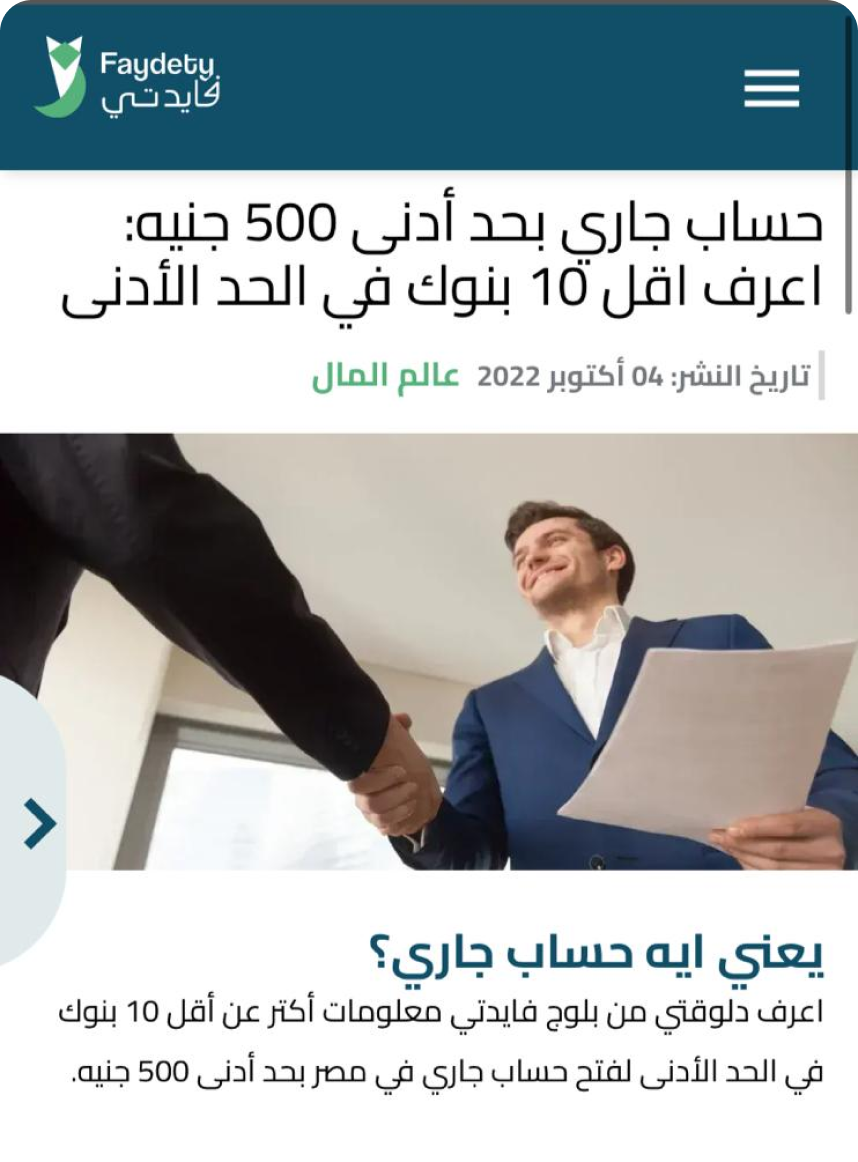 Faydety
فايدتي
حساب جاري بحد أدنى 500 جنيه:
اعرف اقل 10 بنوك في الحد الأدنى
تاريخ النشر: 04 أكتوبر 2022 عالم المال
يعني ايه حساب جاري؟
اعرف دلوقتي من بلوج فايدتي معلومات أكتر عن أقل 10 بنوك
في الحد الأدنى لفتح حساب جاري في مصر بحد أدنى 500 جنيه.